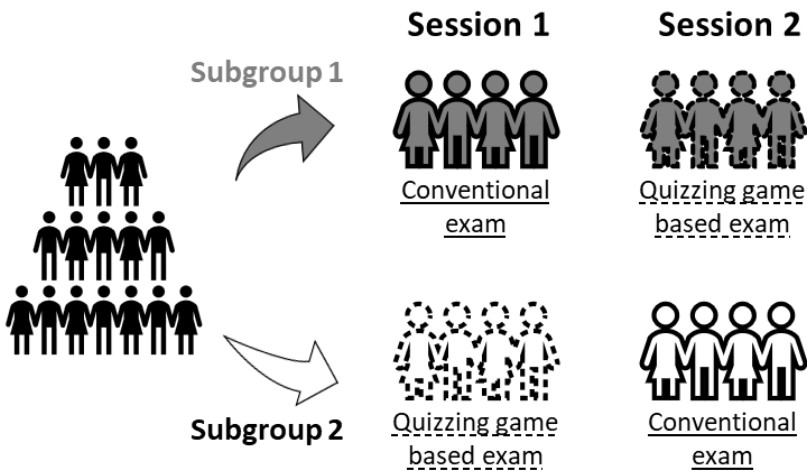 Session 1
Session 2
Subgroup 1
Conventional
exam
Quizzing game
based exam
Subgroup 2
Quizzing game
based exam
Conventional
exam